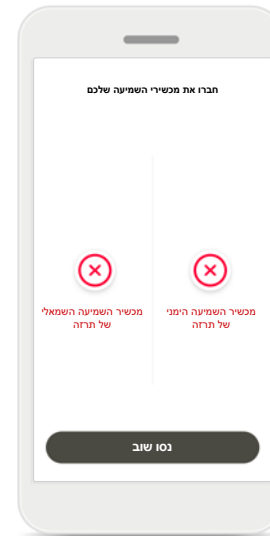 חברו את מכשירי השמיעה שלכם
מכשיר השמיעה הימני
של תרזה
מכשיר השמיעה השמאלי
של תרזה
נסו שוב